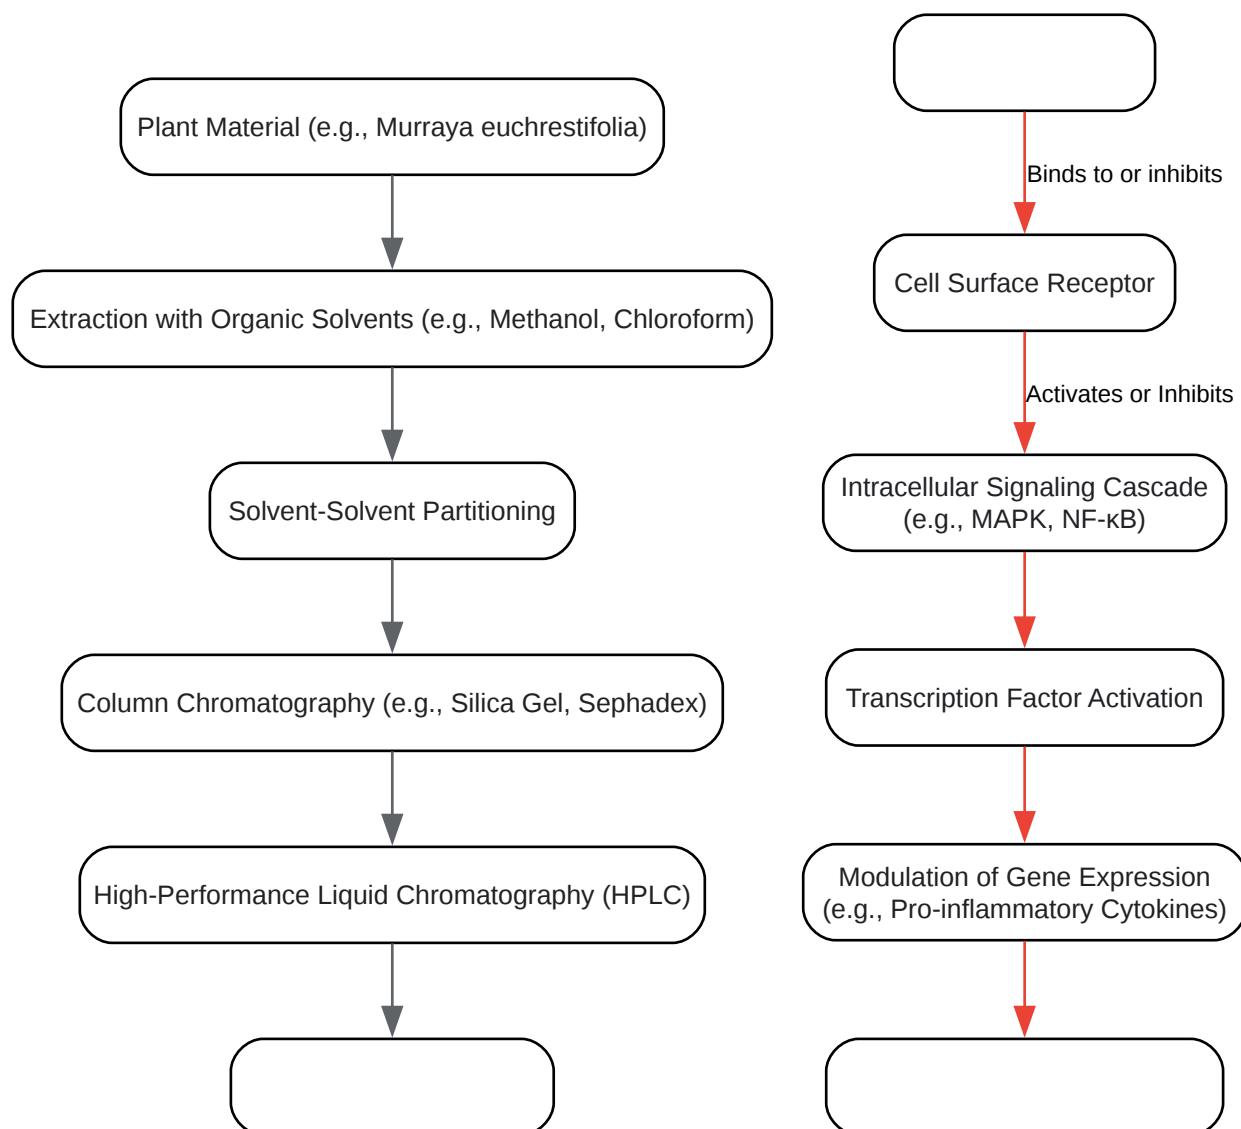 Plant Material (e.g., Murraya euchrestifolia)
Extraction with Organic Solvents (e.g., Methanol, Chloroform)
Solvent-Solvent Partitioning
Column Chromatography (e.g., Silica Gel, Sephadex)
High-Performance Liquid Chromatography (HPLC)
Binds to or inhibits
Cell Surface Receptor
Activates or Inhibits
Intracellular Signaling Cascade
(e.g., MAPK, NF-κB)
Transcription Factor Activation
Modulation of Gene Expression
(e.g., Pro-inflammatory Cytokines)